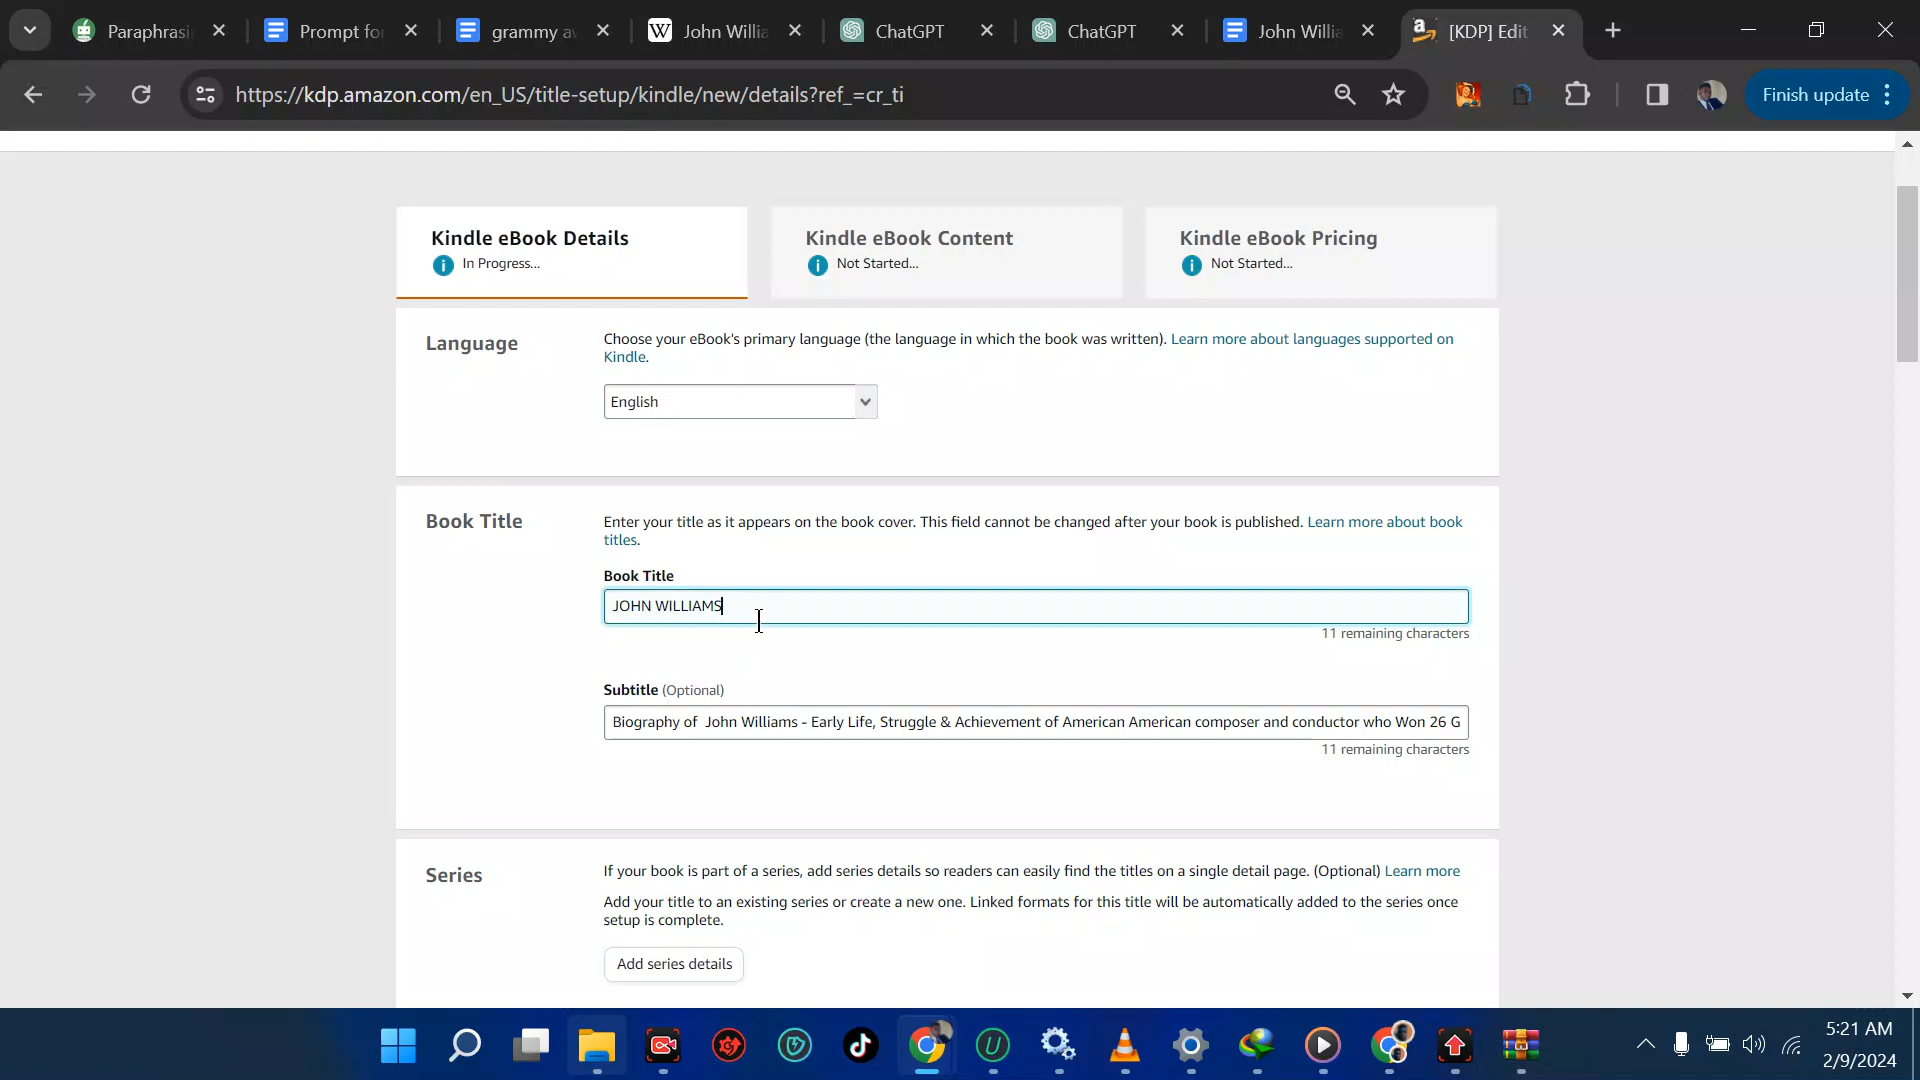 Paraphrasi
Prompt fo
grammy a
John Willia
ChatGPT
ChatGPT
John Willia
[KDP] Edit
https://kdp.amazon.com/en_US/title-setup/kindle/new/details?ref_=cr_ti
Finish update
Kindle eBook Details
In Progress...
Kindle eBook Content
Not Started...
Kindle eBook Pricing
Not Started...
Language
Choose your eBook's primary language (the language in which the book was written). Learn more about languages supported on
Kindle.
English
Book Title
Enter your title as it appears on the book cover. This field cannot be changed after your book is published. Learn more about book
titles.
Book Title
JOHN WILLIAMS
11 remaining characters
Subtitle (Optional)
Biography of  John Williams - Early Life, Struggle & Achievement of American American composer and conductor who Won 26 G
11 remaining characters
Series
If your book is part of a series, add series details so readers can easily find the titles on a single detail page. (Optional) Learn more
Add your title to an existing series or create a new one. Linked formats for this title will be automatically added to the series once
setup is complete.
Add series details
5:21 AM
2/9/2024